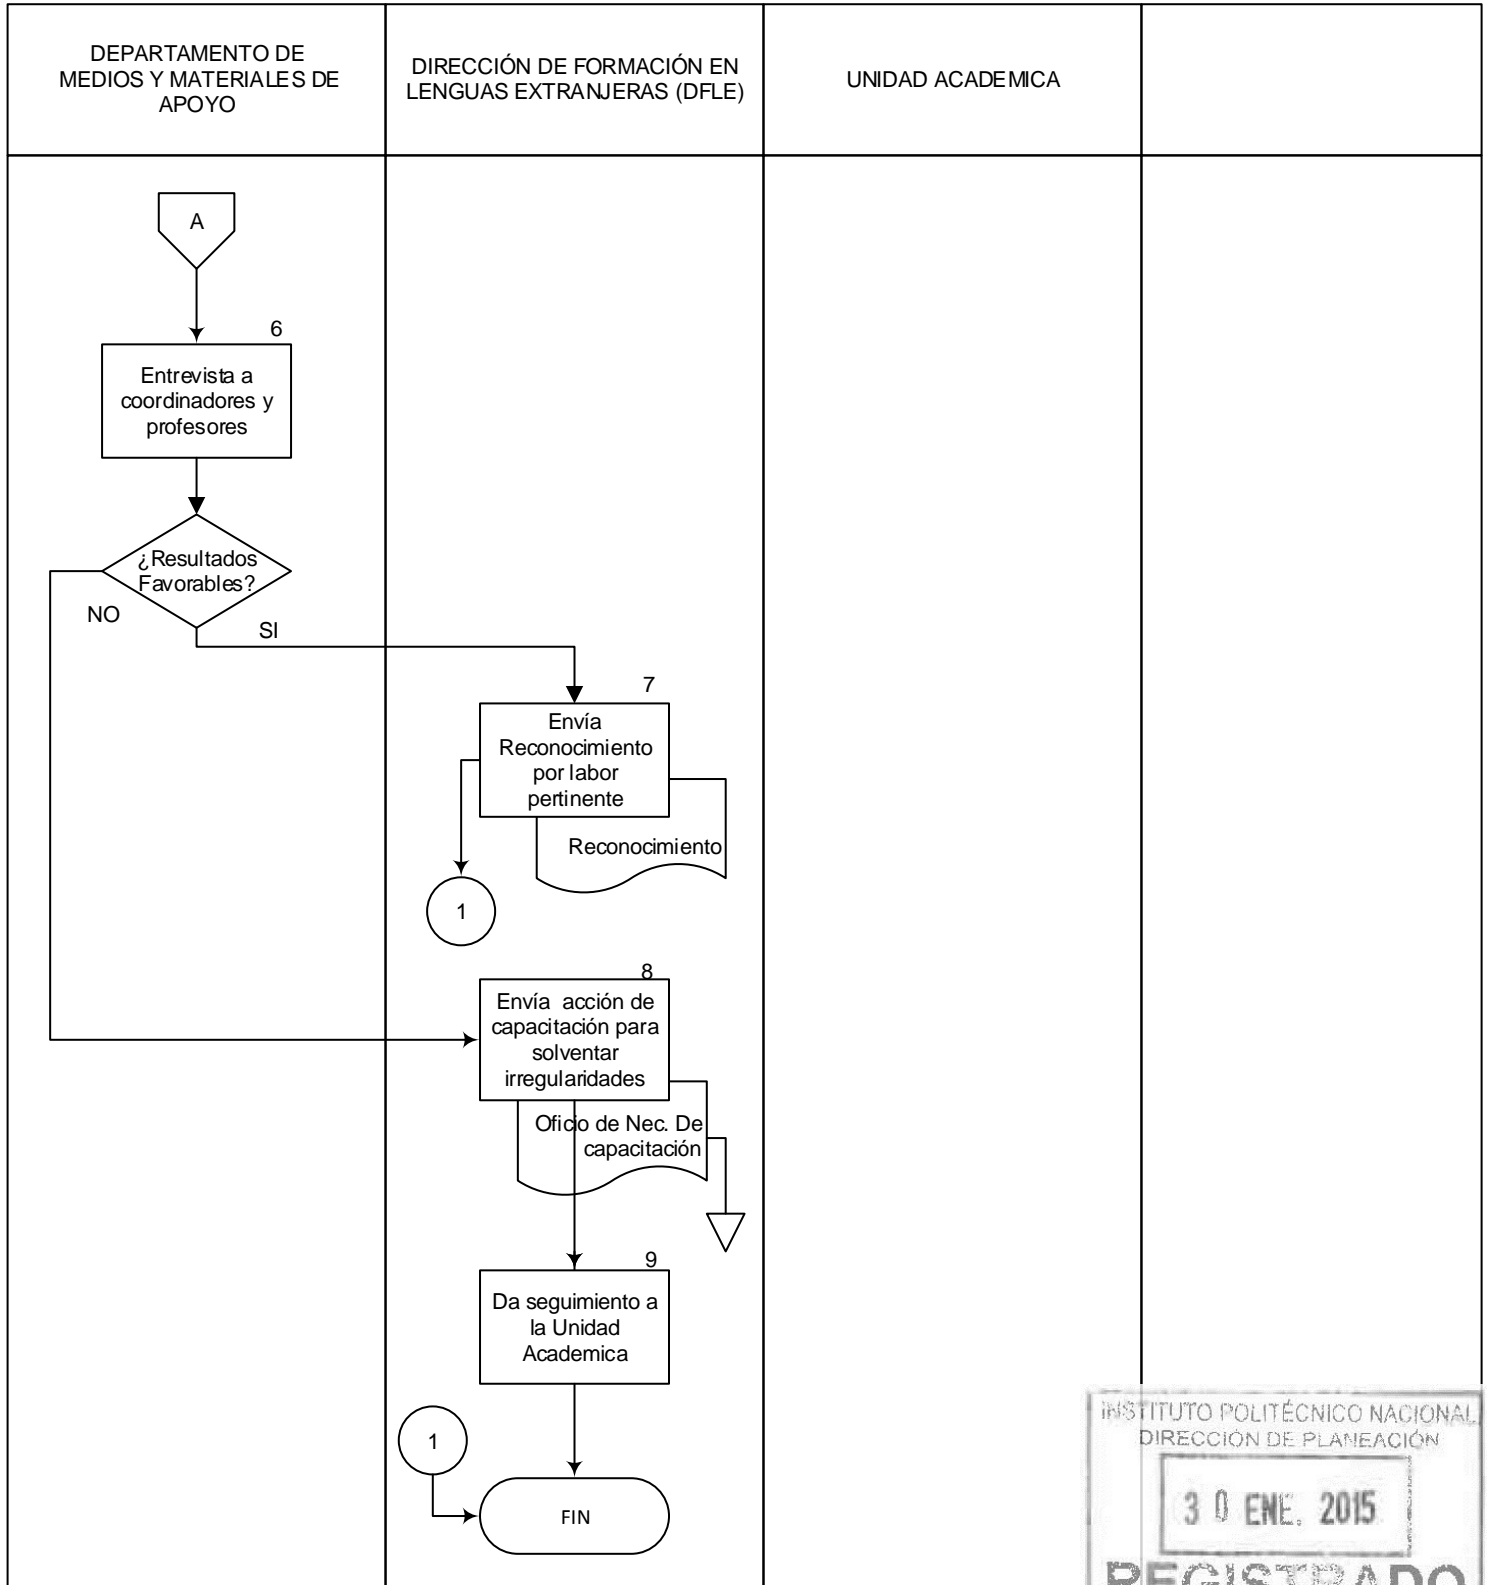 DEPARTAMENTO DE
MEDIOS Y MATERIALES DE
APOYO
DIRECCIÓN DE FORMACIÓN EN
LENGUAS EXTRANJERAS (DFLE)
UNIDAD ACADEMICA
A
6
Entrevista a
coordinadores y
profesores
¿Resultados
Favorables?
NO
SI
7
Envía
Reconocimiento
por labor
pertinente
Reconocimiento
1
8
Envía acción de
capacitación para
solventar
irregularidades
Oficio de Nec. De
capacitación
9
Da seguimiento a
la Unidad
Academica
1
FIN
INSTITUTO POLITÉCNICO NACIONAL
DIRECCIÓN DE PLANEACIÓN
30 ENE. 2015
REGISTRADO